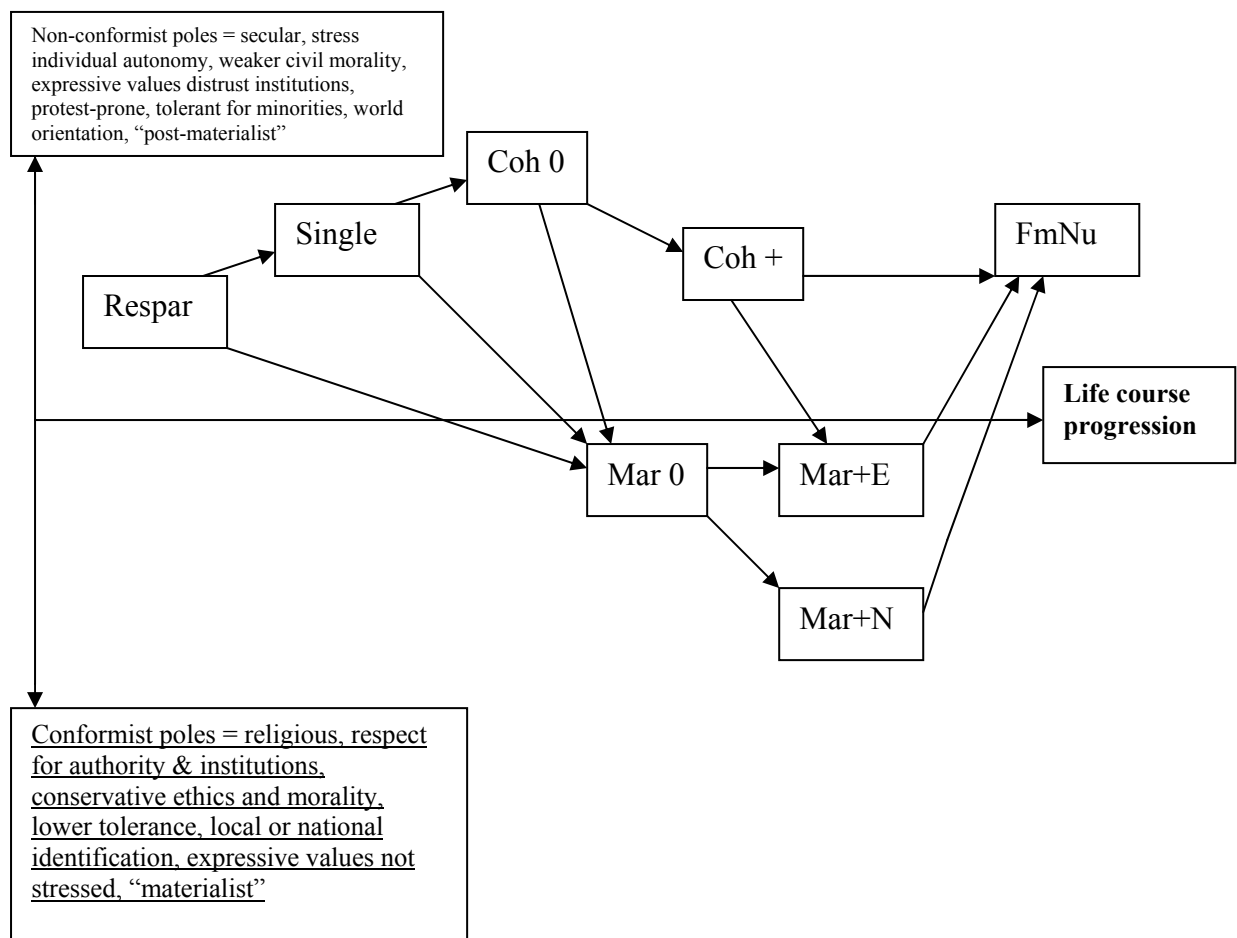 Non-conformist poles = secular, stress
individual autonomy, weaker civil morality,
expressive values distrust institutions,
protest-prone, tolerant for minorities, world
orientation, “post-materialist”
Coh 0
Single
FmNu
Coh +
Respar
Life course
progression
Mar 0
Mar+E
Mar+N
Conformist poles = religious, respect
for authority & institutions,
conservative ethics and morality,
lower tolerance, local or national
identification, expressive values not
stressed, “materialist”